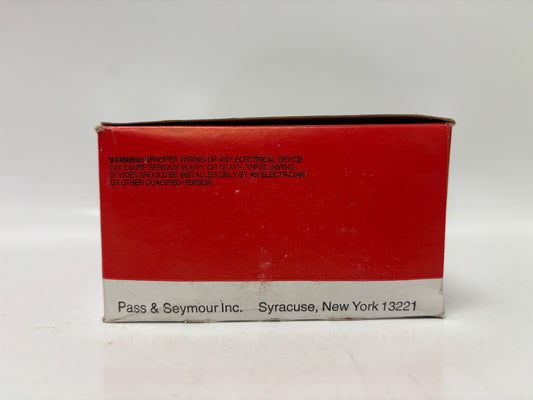 WARNING: IMPROPER WIRING OF ANY ELECTRICAL DEVICE
CAN CAUSE SERIOUS INJURY OR DEATH. THESE WIRING
DEVICES SHOULD BE INSTALLED ONLY BY AN ELECTRICIAN
OR OTHER QUALIFIED PERSON.
Pass & Seymour Inc. Syracuse, New York 13221